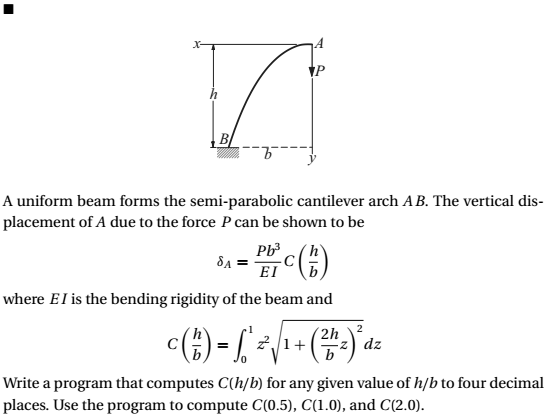 ■
x A
P
h
B
b y
A uniform beam forms the semi-parabolic cantilever arch AB. The vertical dis-
placement of A due to the force P can be shown to be
δ_A = \frac{Pb^3}{EI} C\left(\frac{h}{b}\right)
where EI is the bending rigidity of the beam and
C\left(\frac{h}{b}\right) = \int_0^1 z^2 \sqrt{1 + \left(\frac{2h}{b}z\right)^2} dz
Write a program that computes C(h/b) for any given value of h/b to four decimal
places. Use the program to compute C(0.5), C(1.0), and C(2.0).